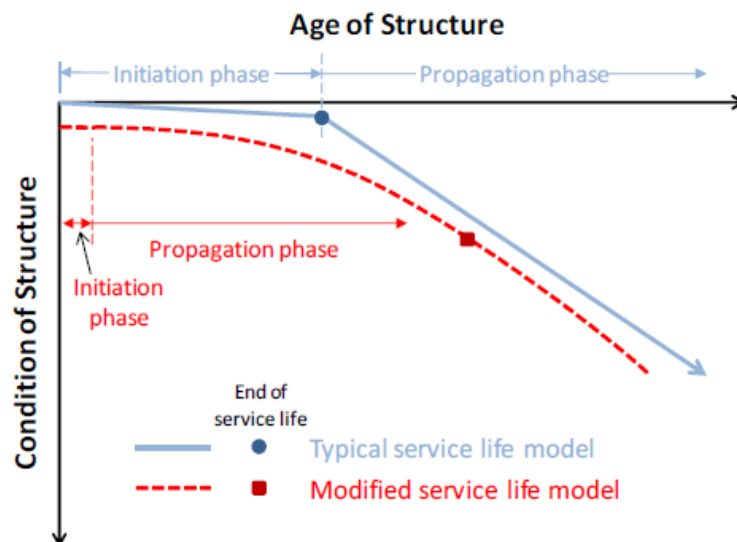 Age of Structure
Initiation phase
Propagation phase
Propagation phase
Initiation
phase
Condition of Structure
End of
service life
Typical service life model
Modified service life model